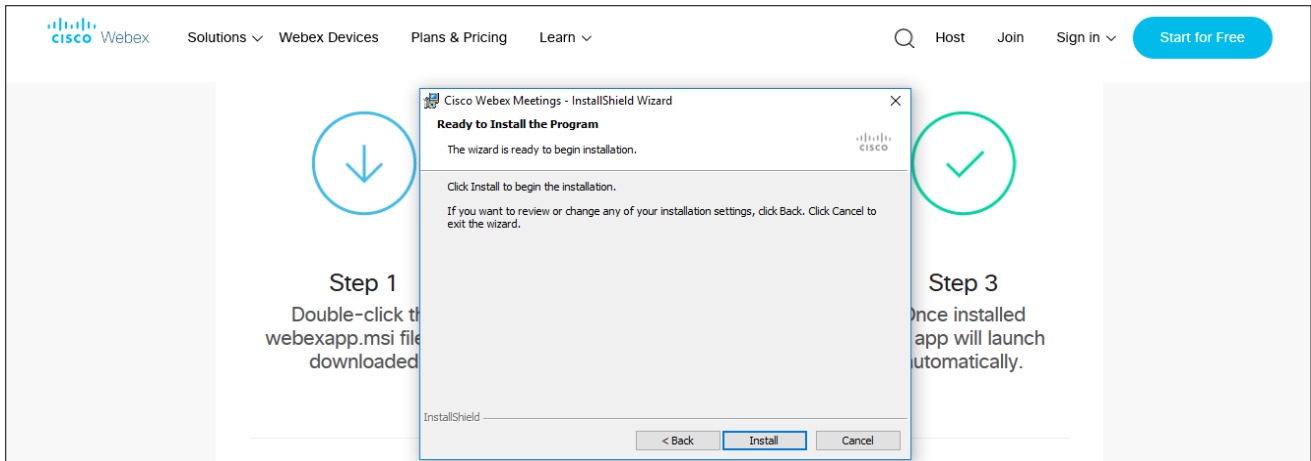 cisco Webex
Solutions Webex Devices Plans & Pricing Learn Host Join Sign in Start for Free
Cisco Webex Meetings - InstallShield Wizard
Ready to Install the Program
The wizard is ready to begin installation.
cisco
Click Install to begin the installation.
If you want to review or change any of your installation settings, click Back. Click Cancel to
exit the wizard.
InstallShield
< Back Install Cancel
Step 1
Double-click
webexapp.msi
downloaded
Step 3
installed
app will launch
automatically.